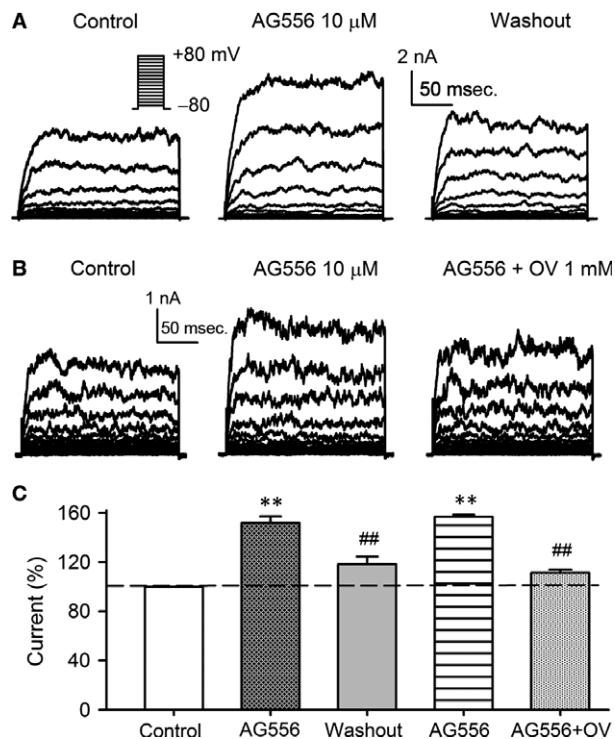 A
Control
AG556 10 μM
Washout
+80 mV
−80
2 nA
50 msec.
B
Control
AG556 10 μM
AG556 + OV 1 mM
1 nA
50 msec.
C
160
120
80
40
0
Current (%)
**
##
**
##
Control
AG556
Washout
AG556
AG556+OV